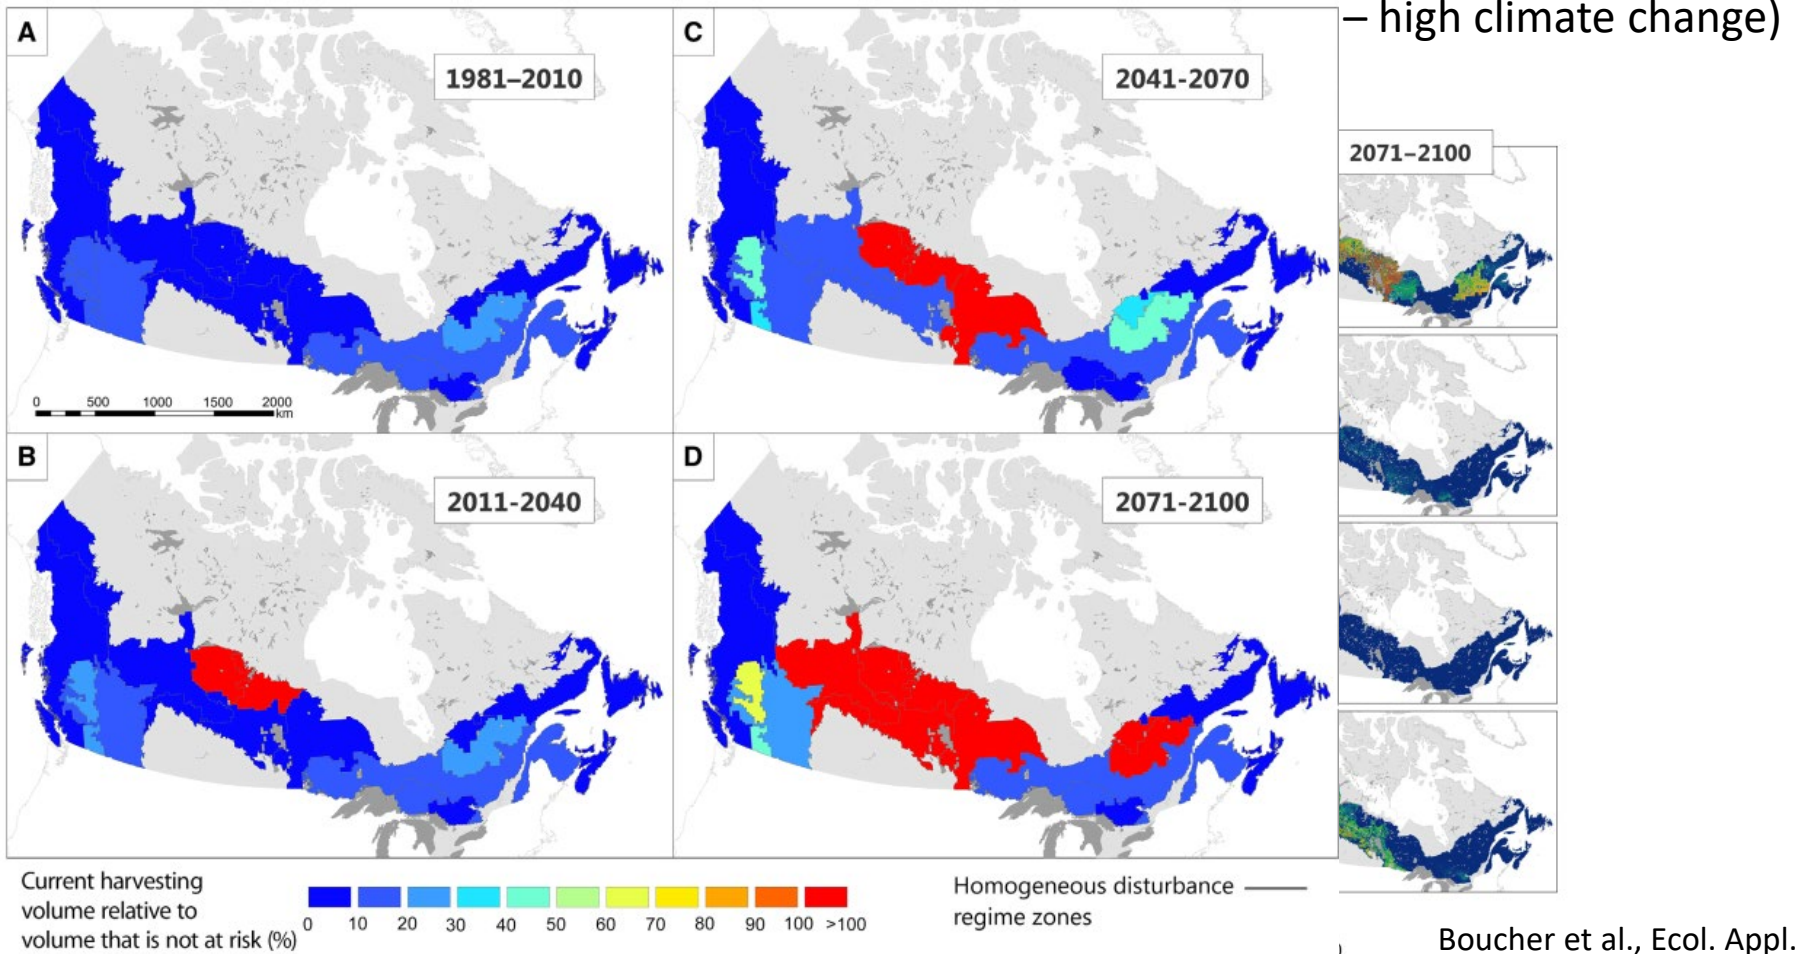 – high climate change)
A
1981–2010
C
2041-2070
2071–2100
0 500 1000 1500 2000
km
B
2011-2040
D
2071-2100
Current harvesting
volume relative to
volume that is not at risk (%)
0 10 20 30 40 50 60 70 80 90 100 >100
Homogeneous disturbance
regime zones
Boucher et al., Ecol. Appl.